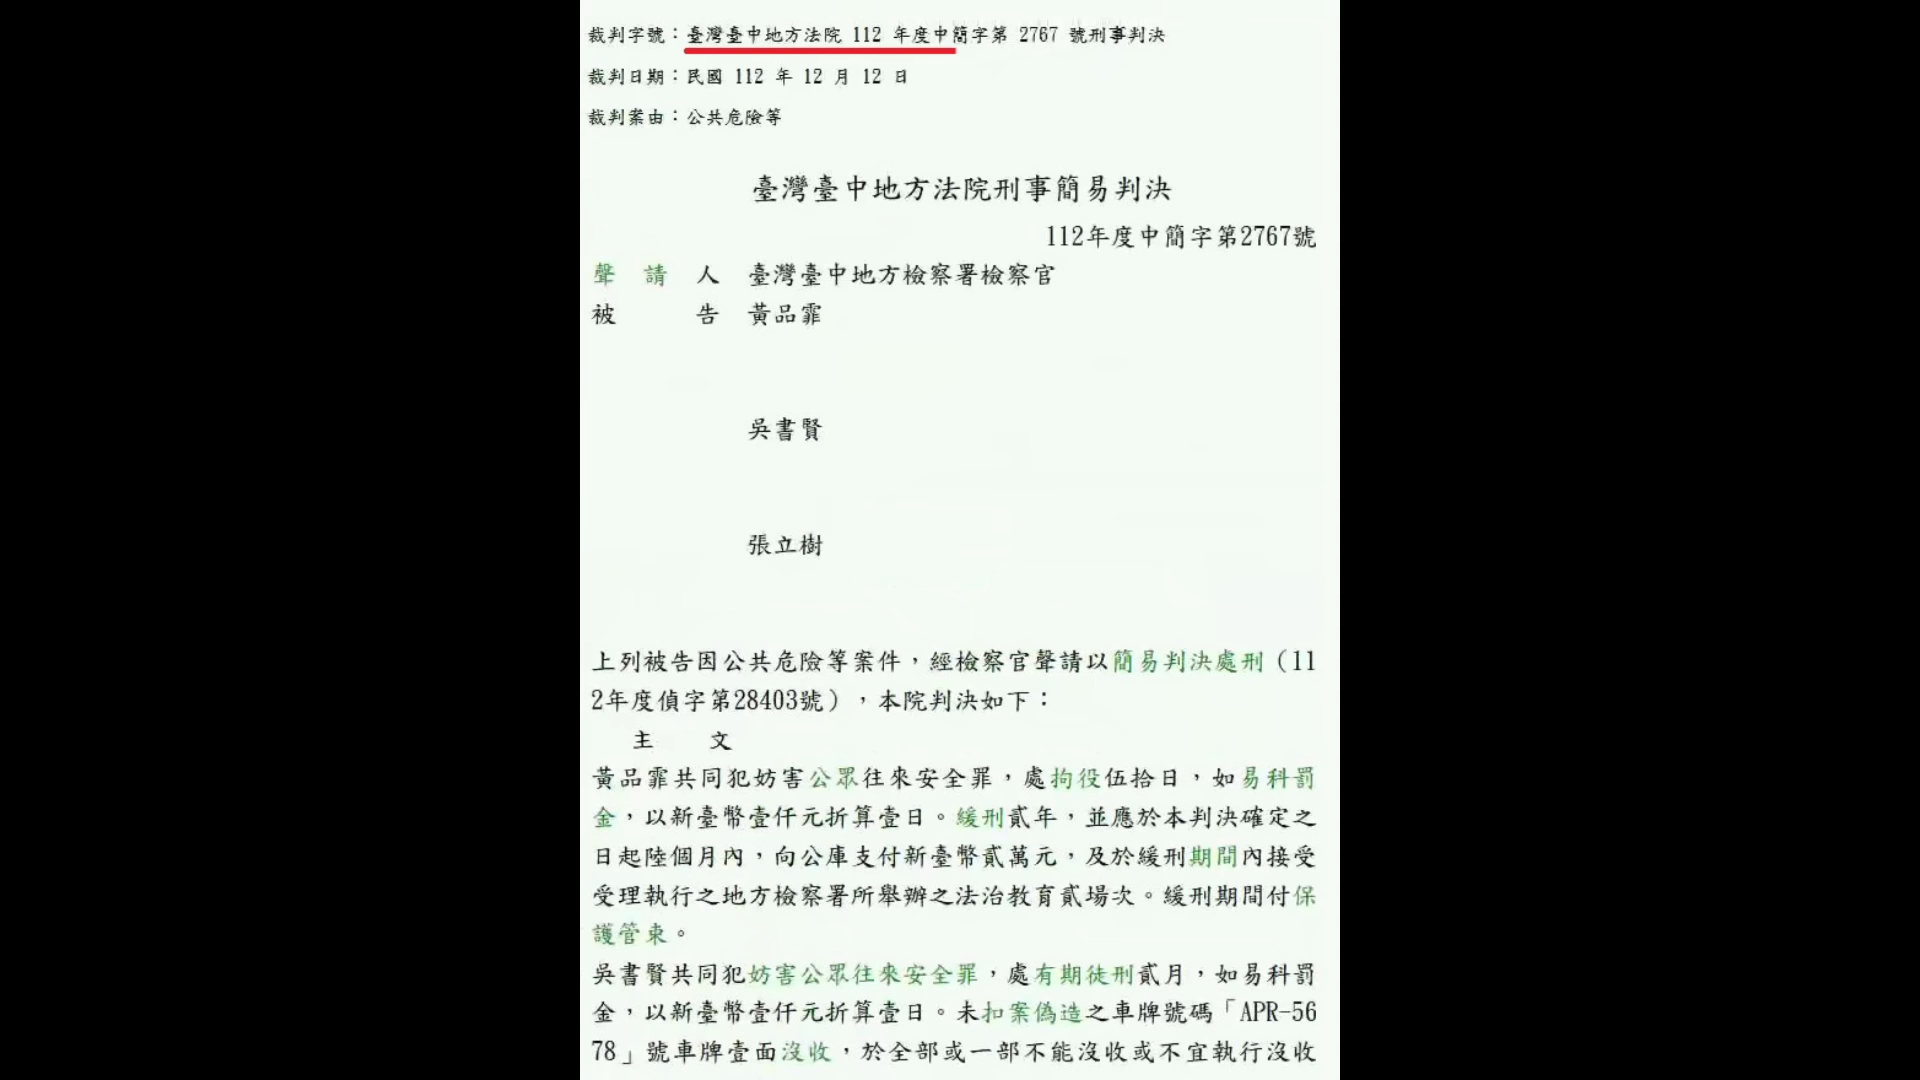 裁判字號：臺灣臺中地方法院 112 年度中簡字第 2767 號刑事判決
裁判日期：民國 112 年 12 月 12 日
裁判案由：公共危險等
臺灣臺中地方法院刑事簡易判決
112年度中簡字第2767號
聲　請　人　臺灣臺中地方檢察署檢察官
被　　　告　黃品霏
吳書賢
張立樹
上列被告因公共危險等案件，經檢察官聲請以簡易判決處刑（11
2年度偵字第28403號），本院判決如下：
主　　文
黃品霏共同犯妨害公眾往來安全罪，處拘役伍拾日，如易科罰
金，以新臺幣壹仟元折算壹日。緩刑貳年，並應於本判決確定之
日起陸個月內，向公庫支付新臺幣貳萬元，及於緩刑期間內接受
受理執行之地方檢察署所舉辦之法治教育貳場次。緩刑期間付保
護管束。
吳書賢共同犯妨害公眾往來安全罪，處有期徒刑貳月，如易科罰
金，以新臺幣壹仟元折算壹日。未扣案偽造之車牌號碼「APR-56
78」號車牌壹面沒收，於全部或一部不能沒收或不宜執行沒收